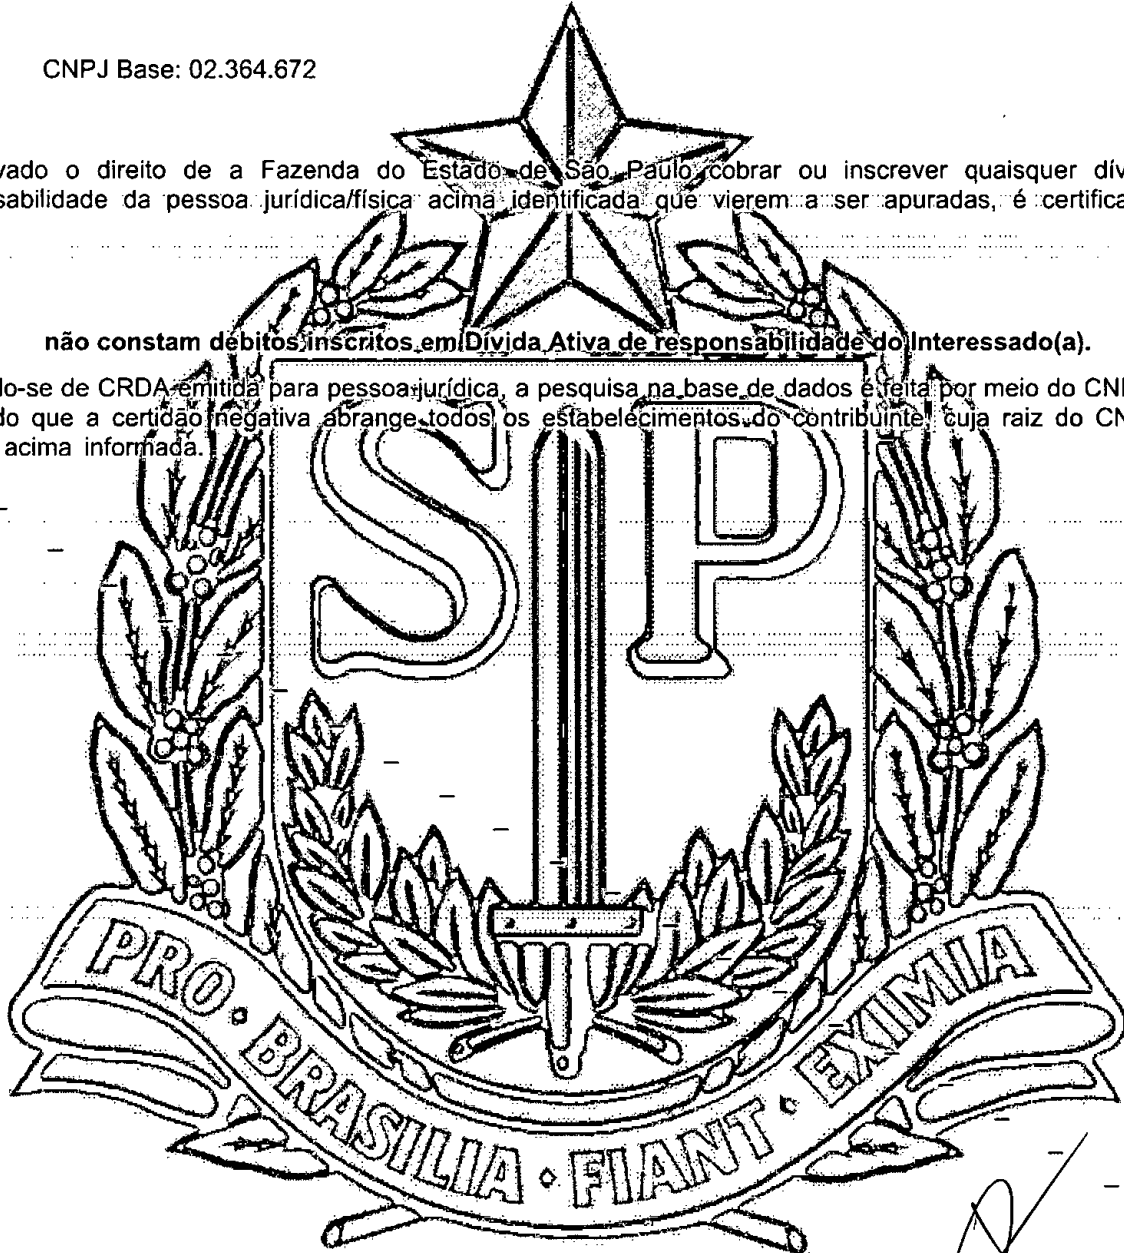 CNPJ Base: 02.364.672
vado o direito de a Fazenda do Estado de São Paulo cobrar ou inscrever quaisquer dív
sabilidade da pessoa jurídica/física acima identificada que vierem a ser apuradas, é certifica
não constam débitos inscritos em Dívida Ativa de responsabilidade do Interessado(a).
do-se de CRDA emitida para pessoa jurídica, a pesquisa na base de dados é feita por meio do CNP
do que a certidão negativa abrange todos os estabelecimentos do contribuinte, cuja raiz do CN
acima informada.
SP
PRO · BRASILIA · FIANT · EXIMIA